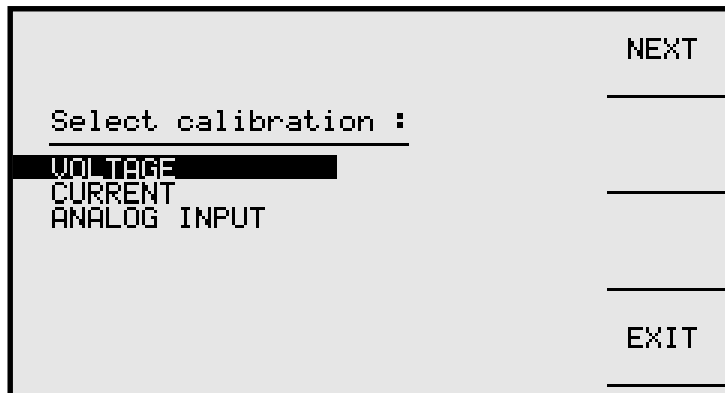 NEXT
Select calibration :
VOLTAGE
CURRENT
ANALOG INPUT
EXIT